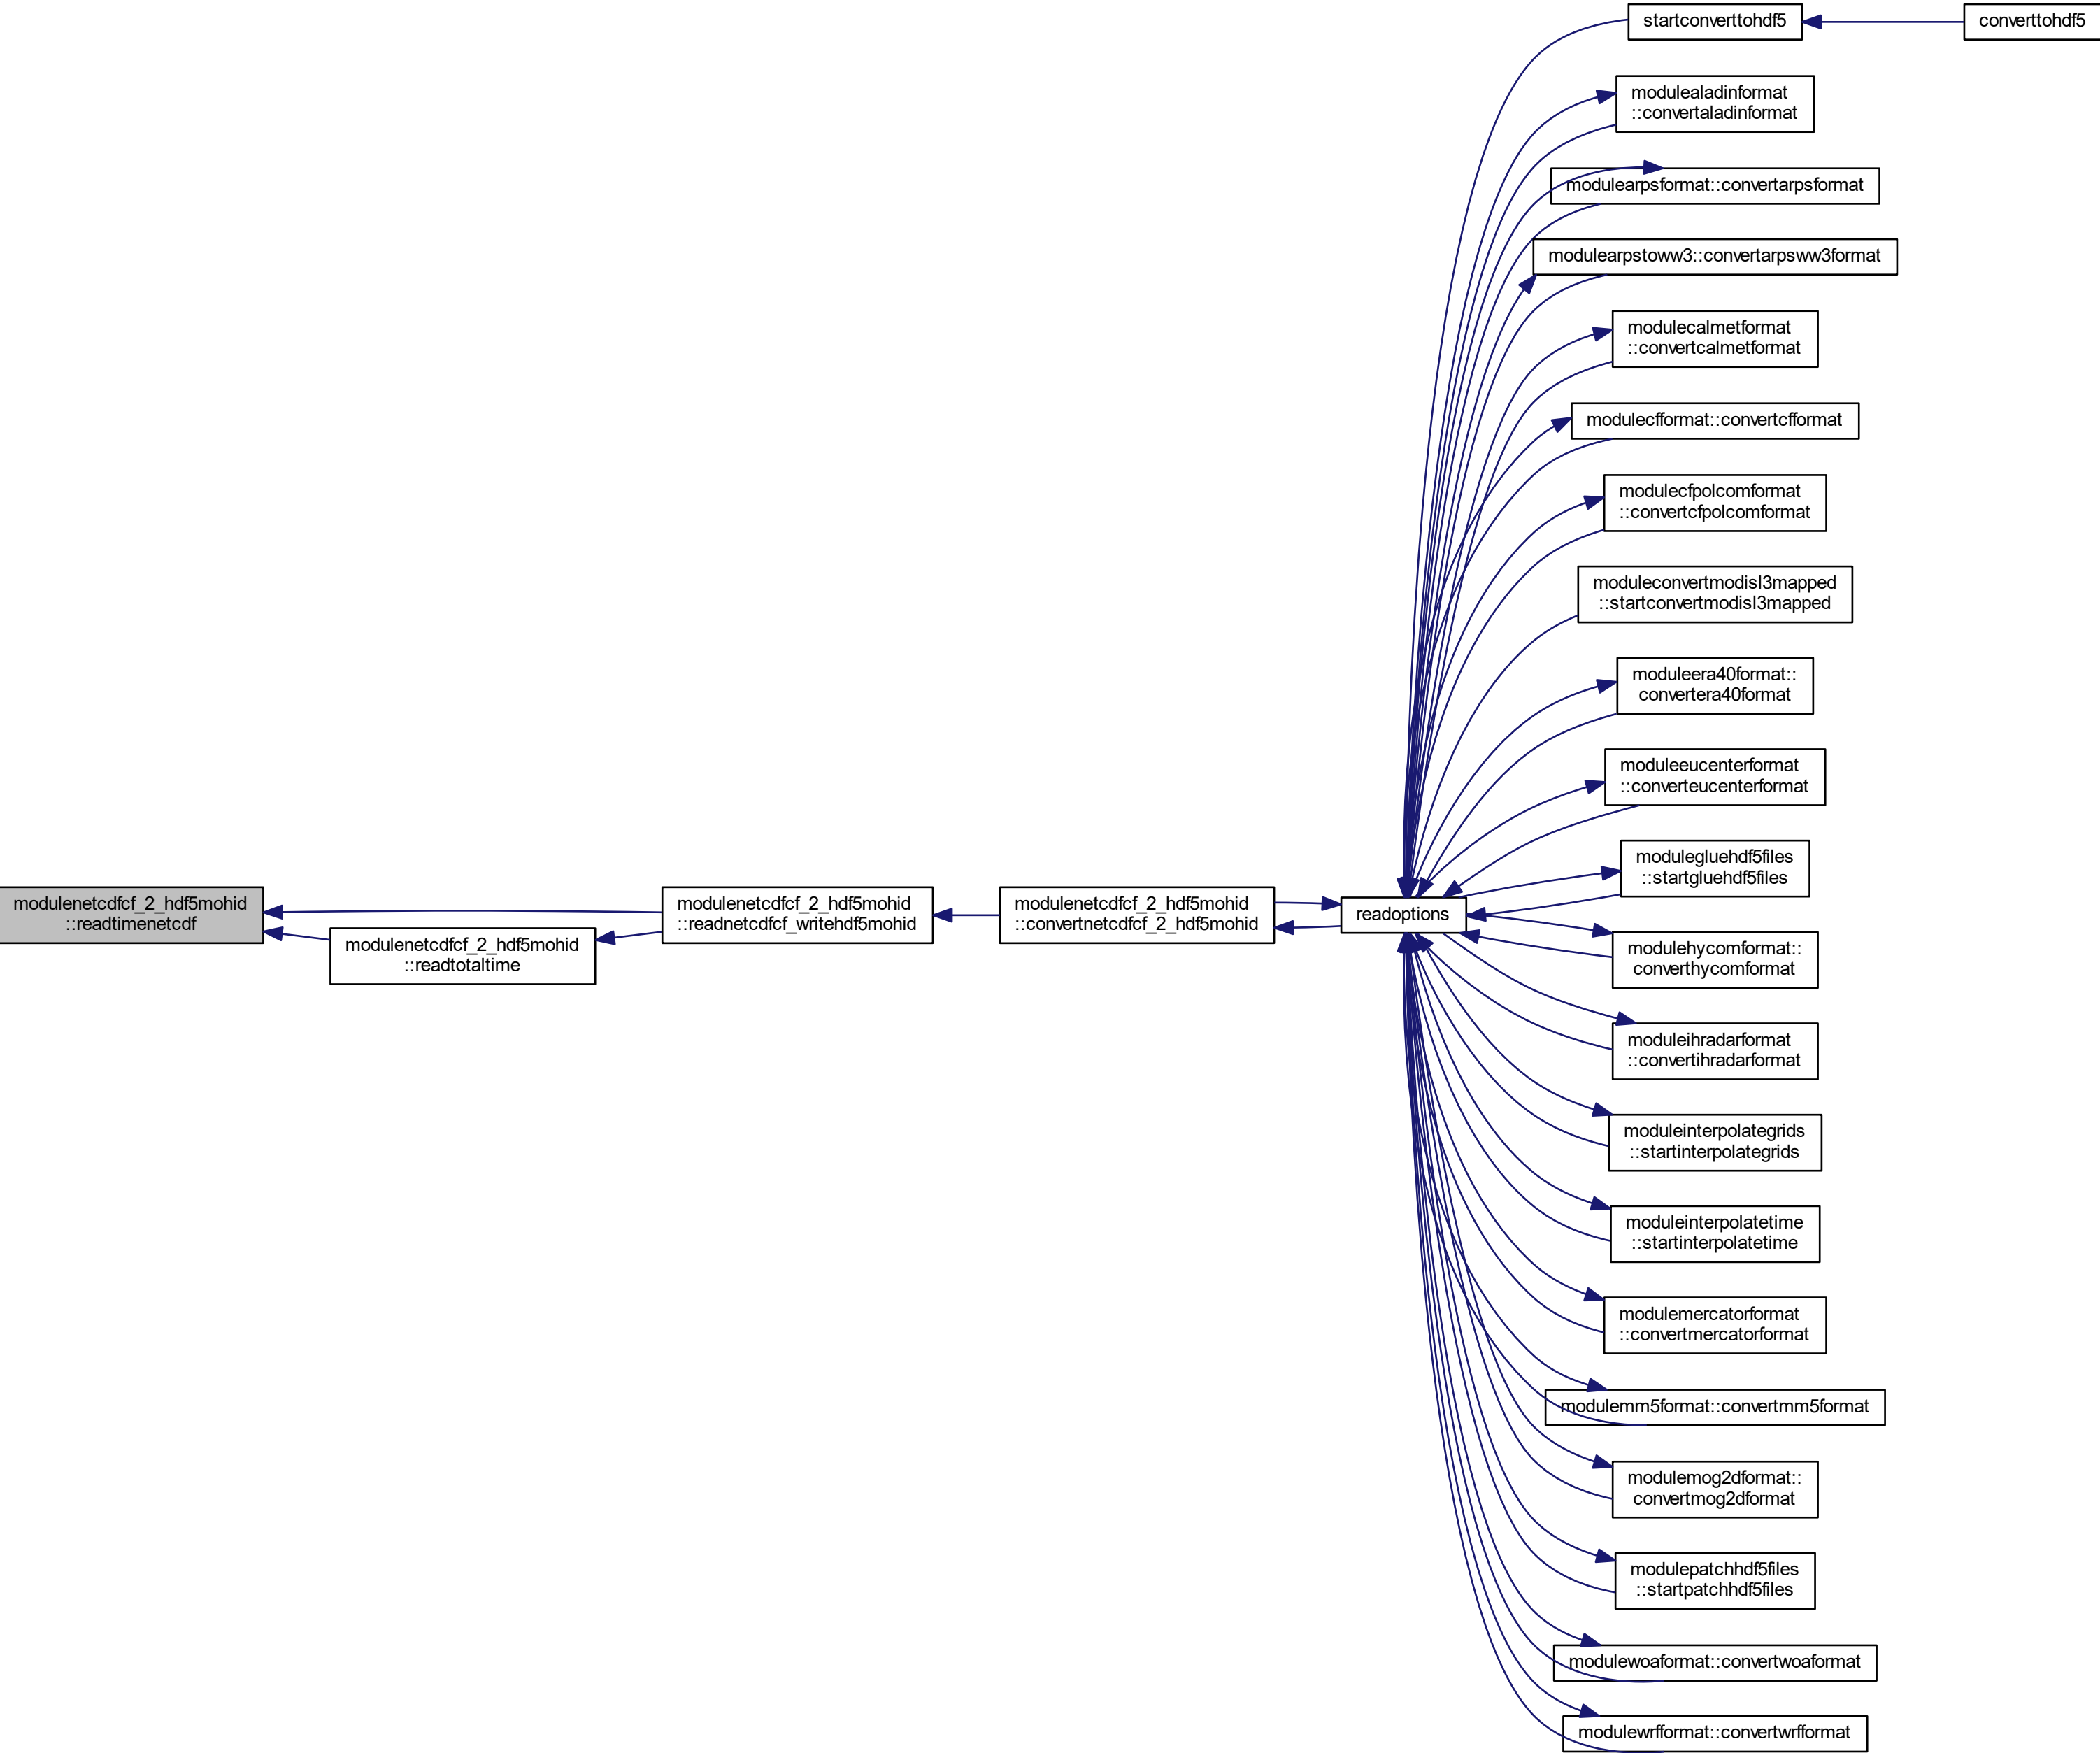 startconverttohdf5
converttohdf5
modulealadinformat
::convertaladinformat
modulearpsformat::convertarpsformat
modulearpstoww3::convertarpsww3format
modulecalmetformat
::convertcalmetformat
modulecfformat::convertcfformat
modulecfpolcomformat
::convertcfpolcomformat
moduleconvertmodisl3mapped
::startconvertmodisl3mapped
moduleera40format::
convertera40format
moduleeucenterformat
::converteucenterformat
modulegluehdf5files
::startgluehdf5files
modulenetcdfcf_2_hdf5mohid
::readtimenetcdf
modulenetcdfcf_2_hdf5mohid
::readtotaltime
modulenetcdfcf_2_hdf5mohid
::readnetcdfcf_writehdf5mohid
modulenetcdfcf_2_hdf5mohid
::convertnetcdfcf_2_hdf5mohid
readoptions
modulehycomformat::
converthycomformat
moduleihradarformat
::convertihradarformat
moduleinterpolategrids
::startinterpolategrids
moduleinterpolatetime
::startinterpolatetime
modulemercatorformat
::convertmercatorformat
modulemm5format::convertmm5format
modulemog2dformat::
convertmog2dformat
modulepatchhdf5files
::startpatchhdf5files
modulewoaformat::convertwoaformat
modulewrfformat::convertwrfformat